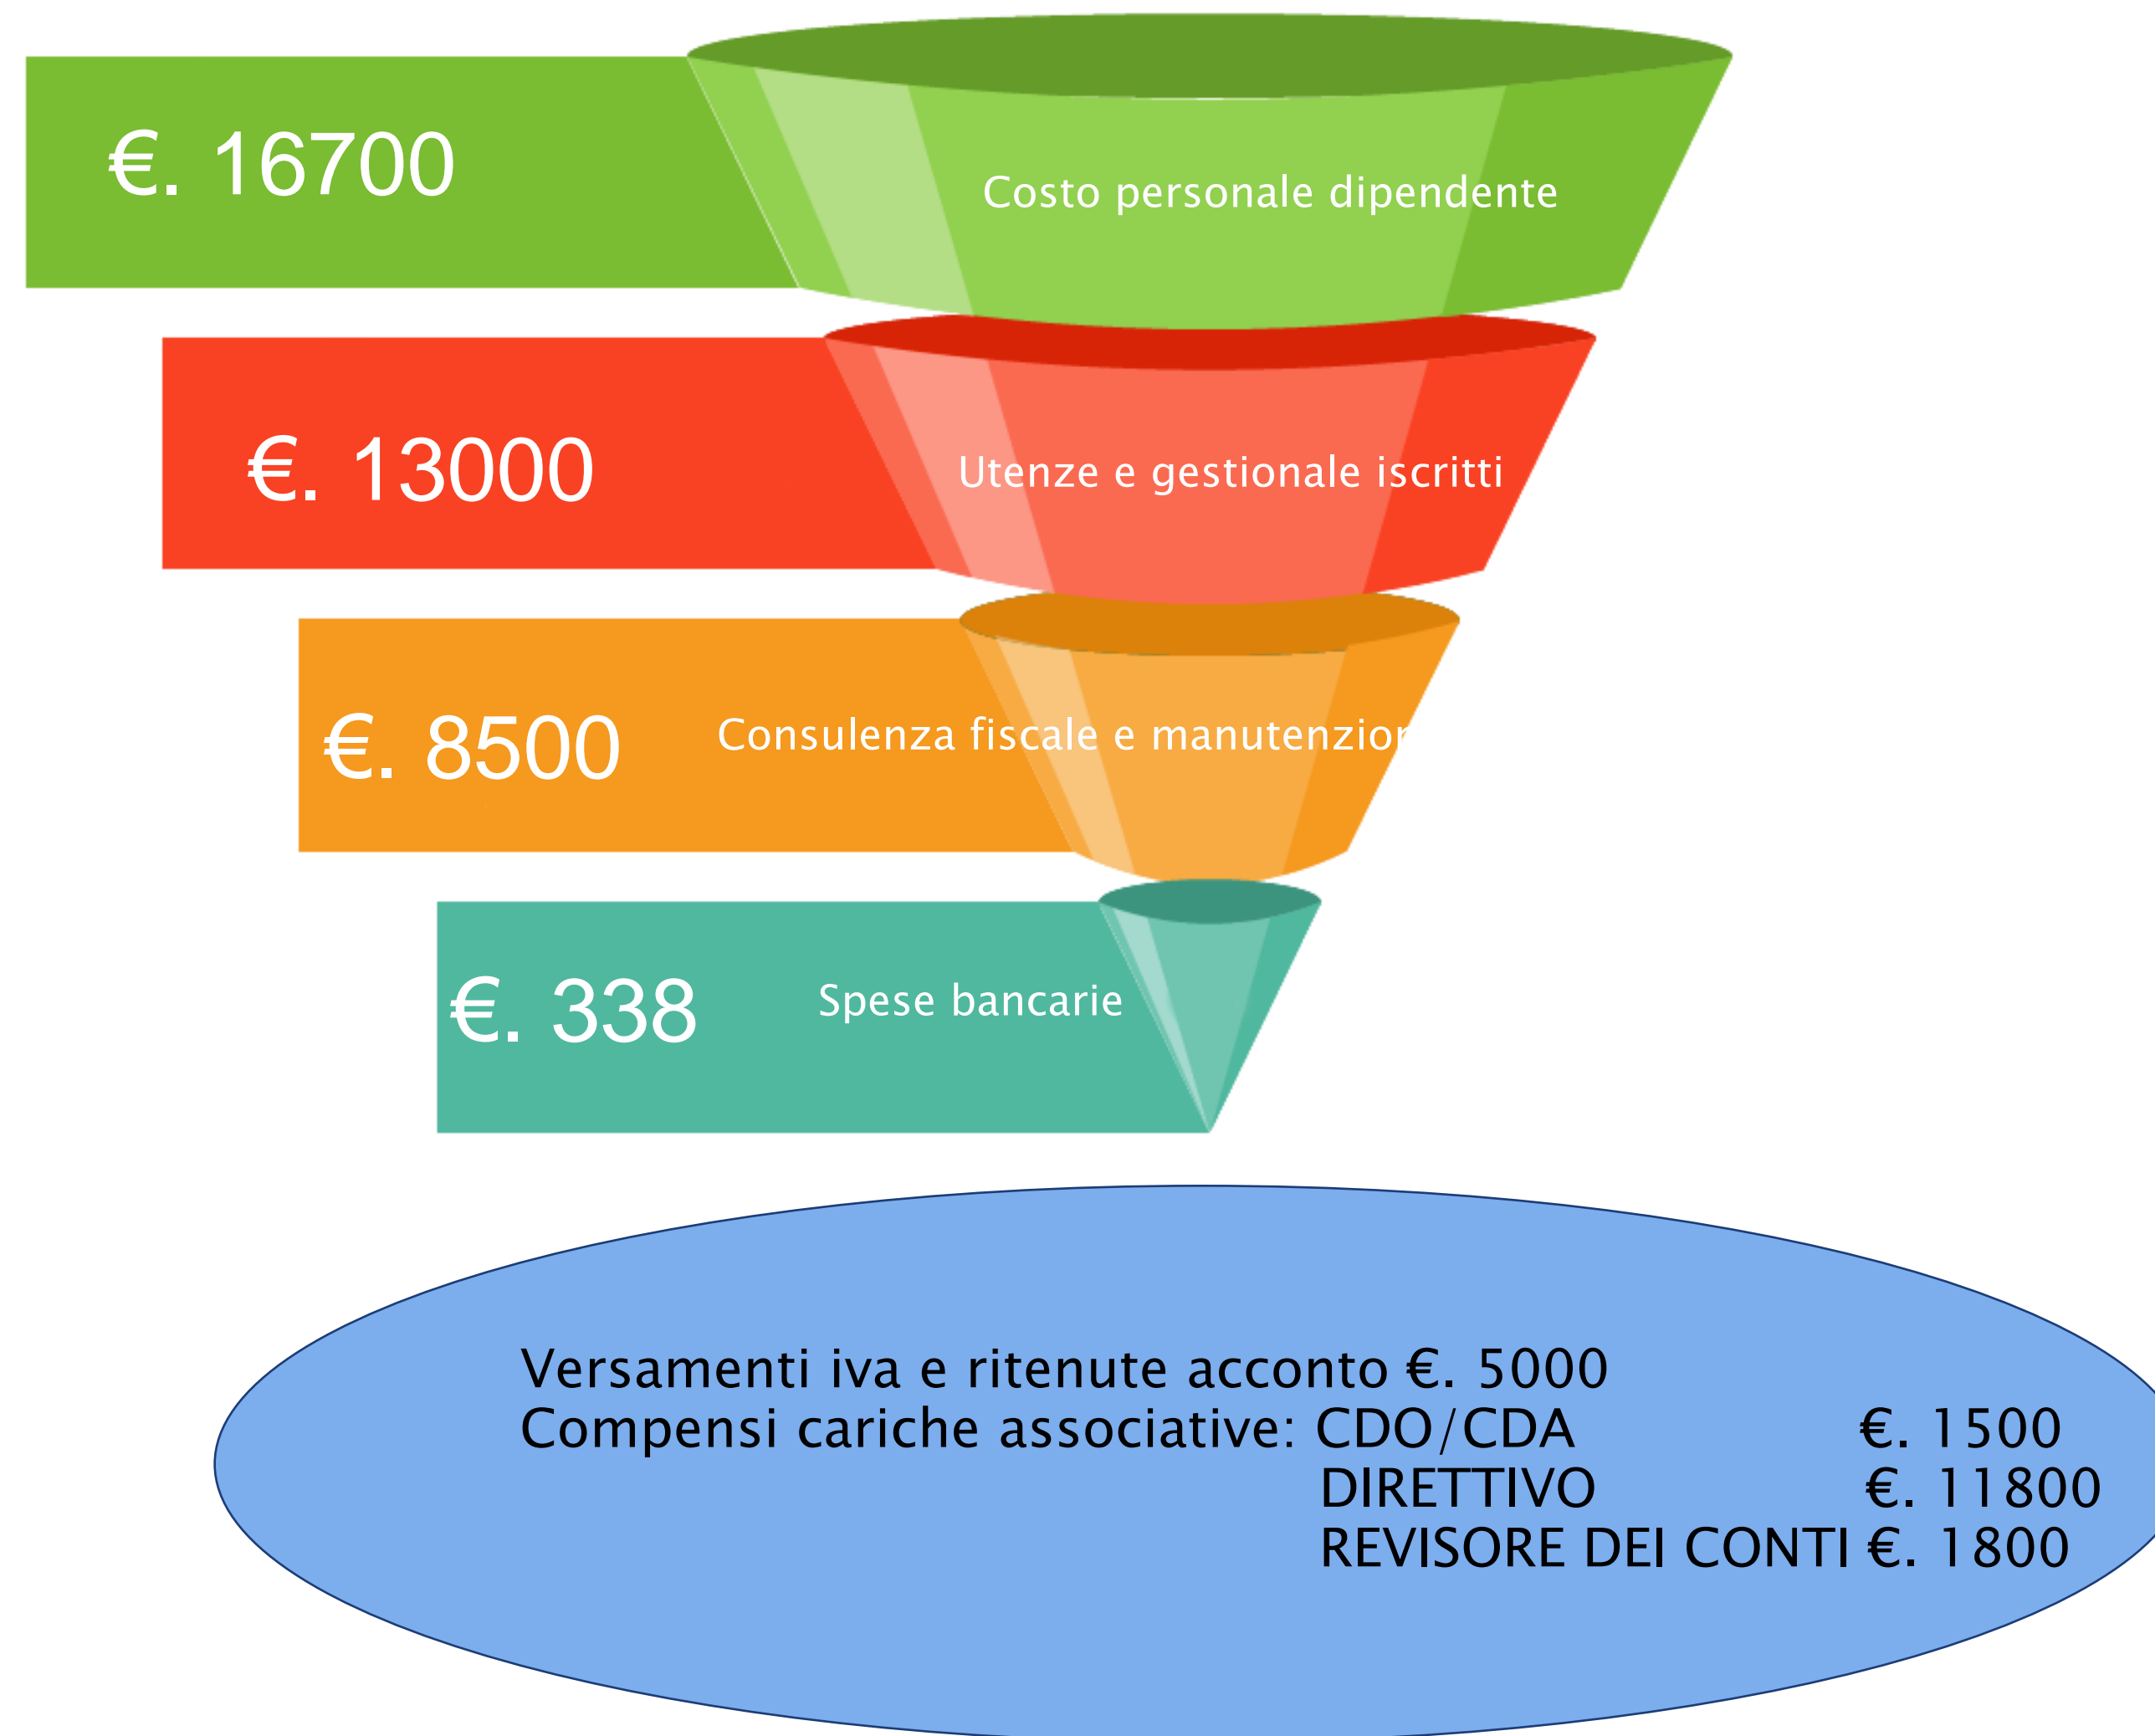 €. 16700
Costo personale dipendente
€. 13000
Utenze e gestionale iscritti
€. 8500
Consulenza fiscale e manutenzion
€. 338
Spese bancarie
Versamenti iva e ritenute acconto €. 5000
Compensi cariche associative: CDO/CDA €. 1500
DIRETTIVO €. 11800
REVISORE DEI CONTI €. 1800